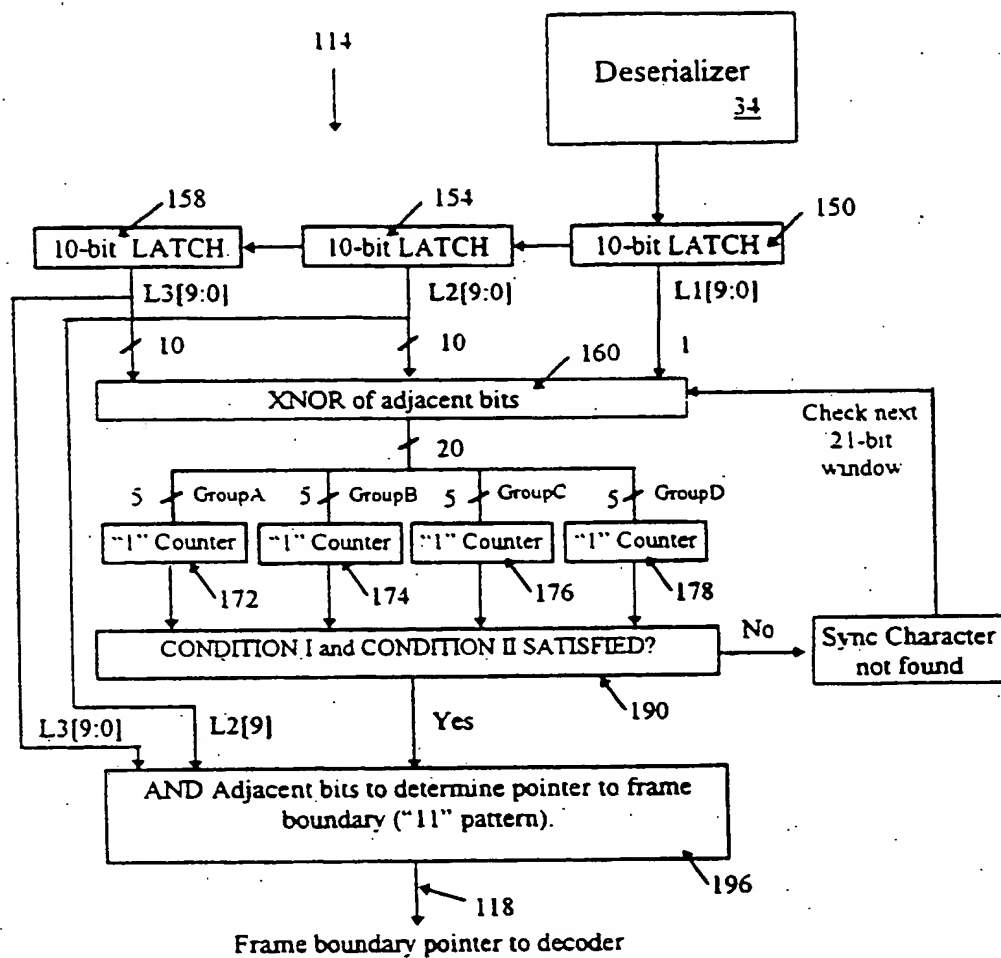 114
Deserializer
34
158
154
150
10-bit LATCH
10-bit LATCH
10-bit LATCH
L3[9:0]
L2[9:0]
L1[9:0]
10
10
1
160
XNOR of adjacent bits
Check next
21-bit
window
20
5
GroupA
5
GroupB
5
GroupC
5
GroupD
"1" Counter
"1" Counter
"1" Counter
"1" Counter
172
174
176
178
CONDITION I and CONDITION II SATISFIED?
No
Sync Character
not found
190
L3[9:0]
L2[9]
Yes
AND Adjacent bits to determine pointer to frame
boundary ("11" pattern).
196
118
Frame boundary pointer to decoder